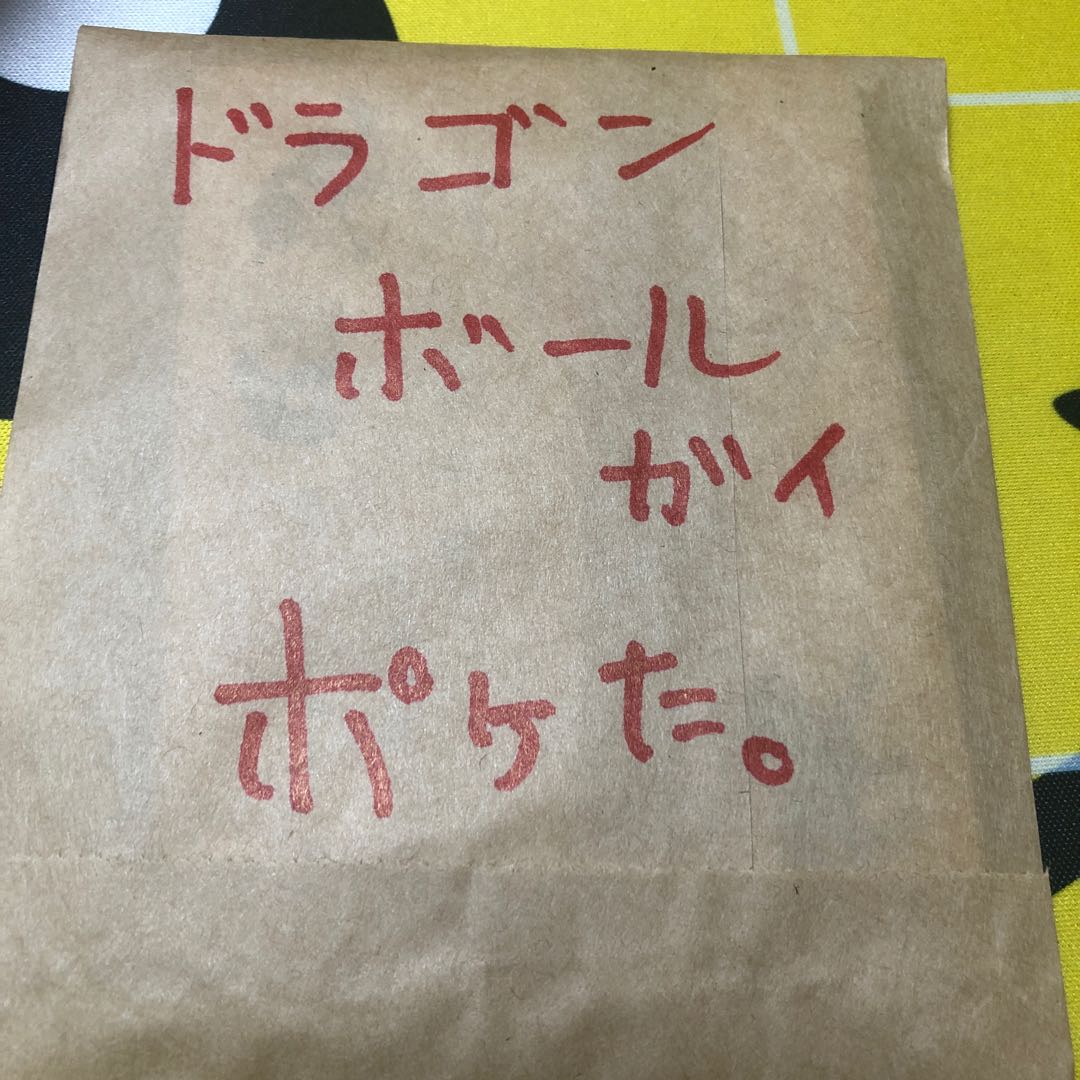 ドラゴン
ボール
ガイ
ポケた。